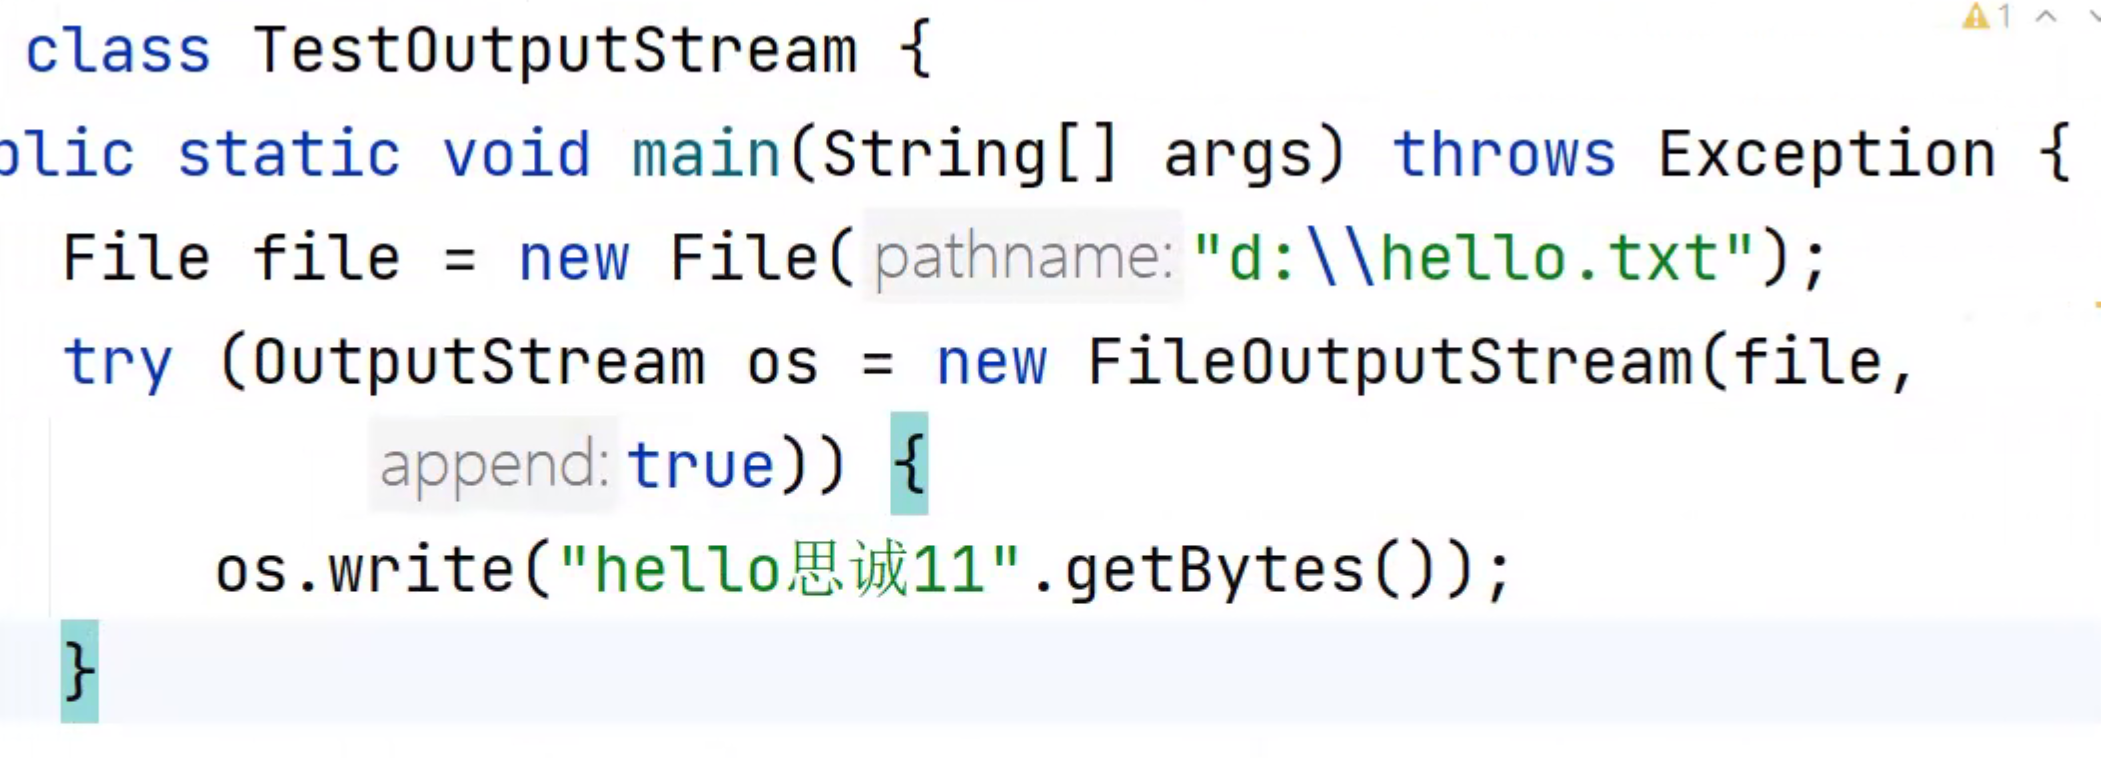 1
class TestOutputStream {
blic static void main(String[] args) throws Exception {
File file = new File( pathname: "d:\\hello.txt");
try (OutputStream os = new FileOutputStream(file,
append: true)) {
os.write("hello思诚11".getBytes());
}